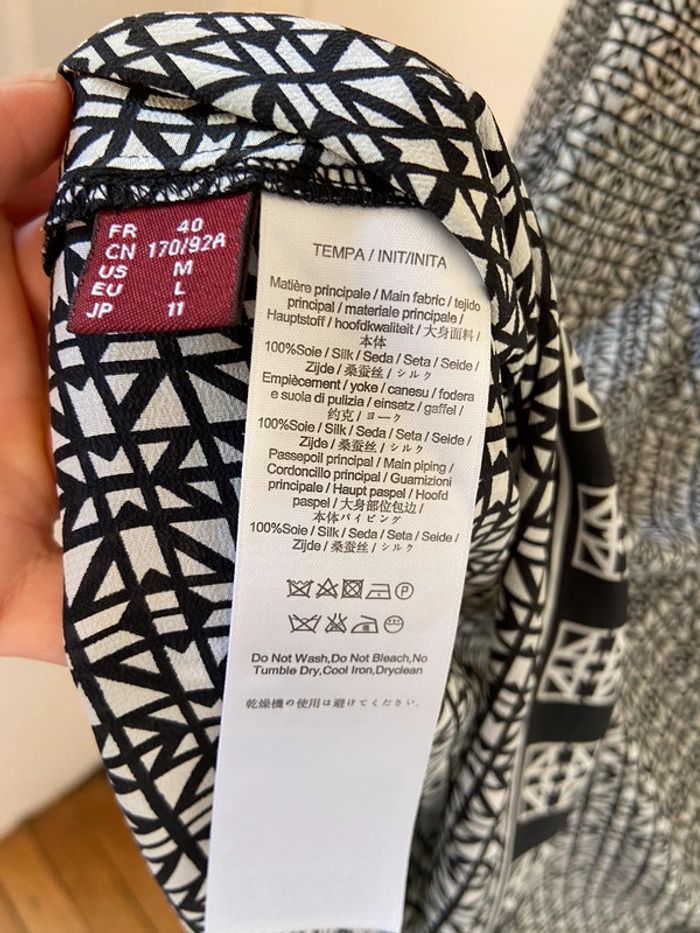 FR 40
CN 170/92A
US M
EU L
JP 11
TEMPA / INIT/INITA
Matière principale / Main fabric / tejido
principal / materiale principale /
Hauptstoff / hoofdkwaliteit / 大身面料 /
本体
100%Soie / Silk / Seda / Seta / Seide /
Zijde / 桑蚕丝 / シルク
Empiècement / yoke / canesu / fodera
e suola di pulizia / einsatz / gaffel /
约克 / ヨーク
100%Soie / Silk / Seda / Seta / Seide /
Zijde / 桑蚕丝 / シルク
Passepoil principal / Main piping /
Cordoncillo principal / Guarnizioni
principale / Haupt paspel / Hoofd
paspel / 大身部位包边 /
本体パイピング
100%Soie / Silk / Seda / Seta / Seide /
Zijde / 桑蚕丝 / シルク
P
Do Not Wash,Do Not Bleach,No
Tumble Dry,Cool Iron,Dryclean
乾燥機の使用は避けてください.